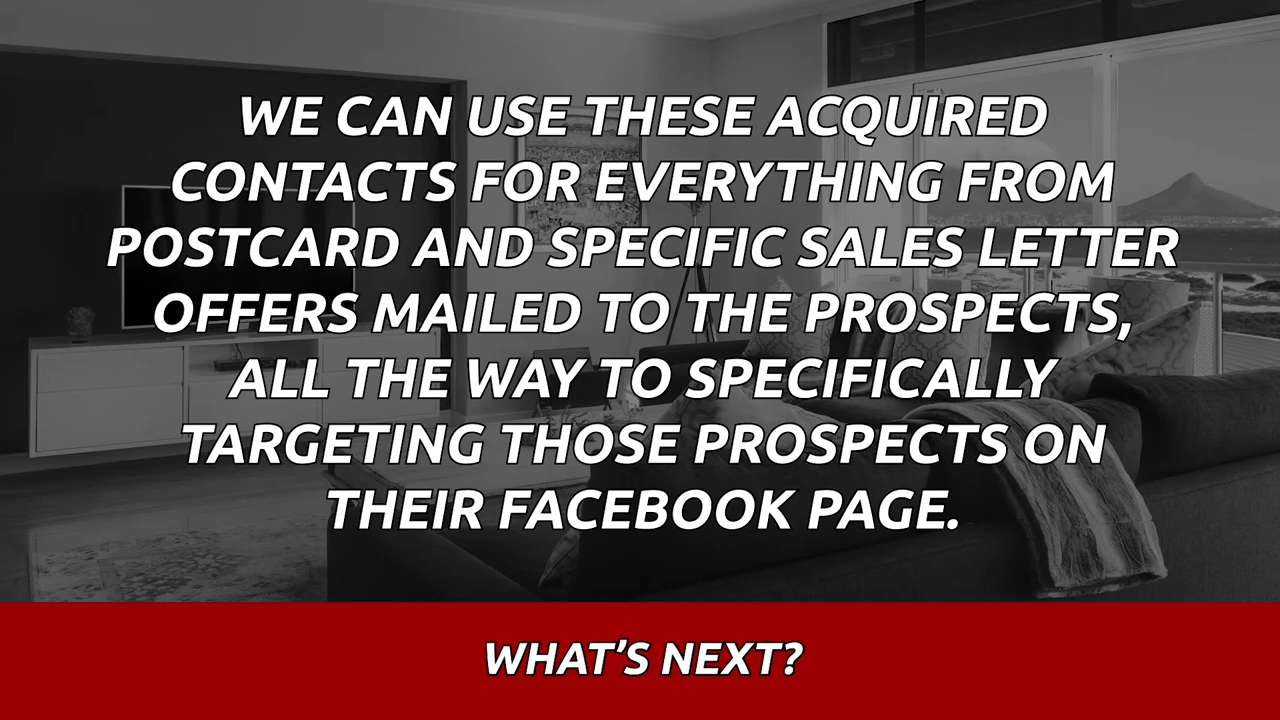 WE CAN USE THESE ACQUIRED
CONTACTS FOR EVERYTHING FROM
POSTCARD AND SPECIFIC SALES LETTER
OFFERS MAILED TO THE PROSPECTS,
ALL THE WAY TO SPECIFICALLY
TARGETING THOSE PROSPECTS ON
THEIR FACEBOOK PAGE.
WHAT’S NEXT?